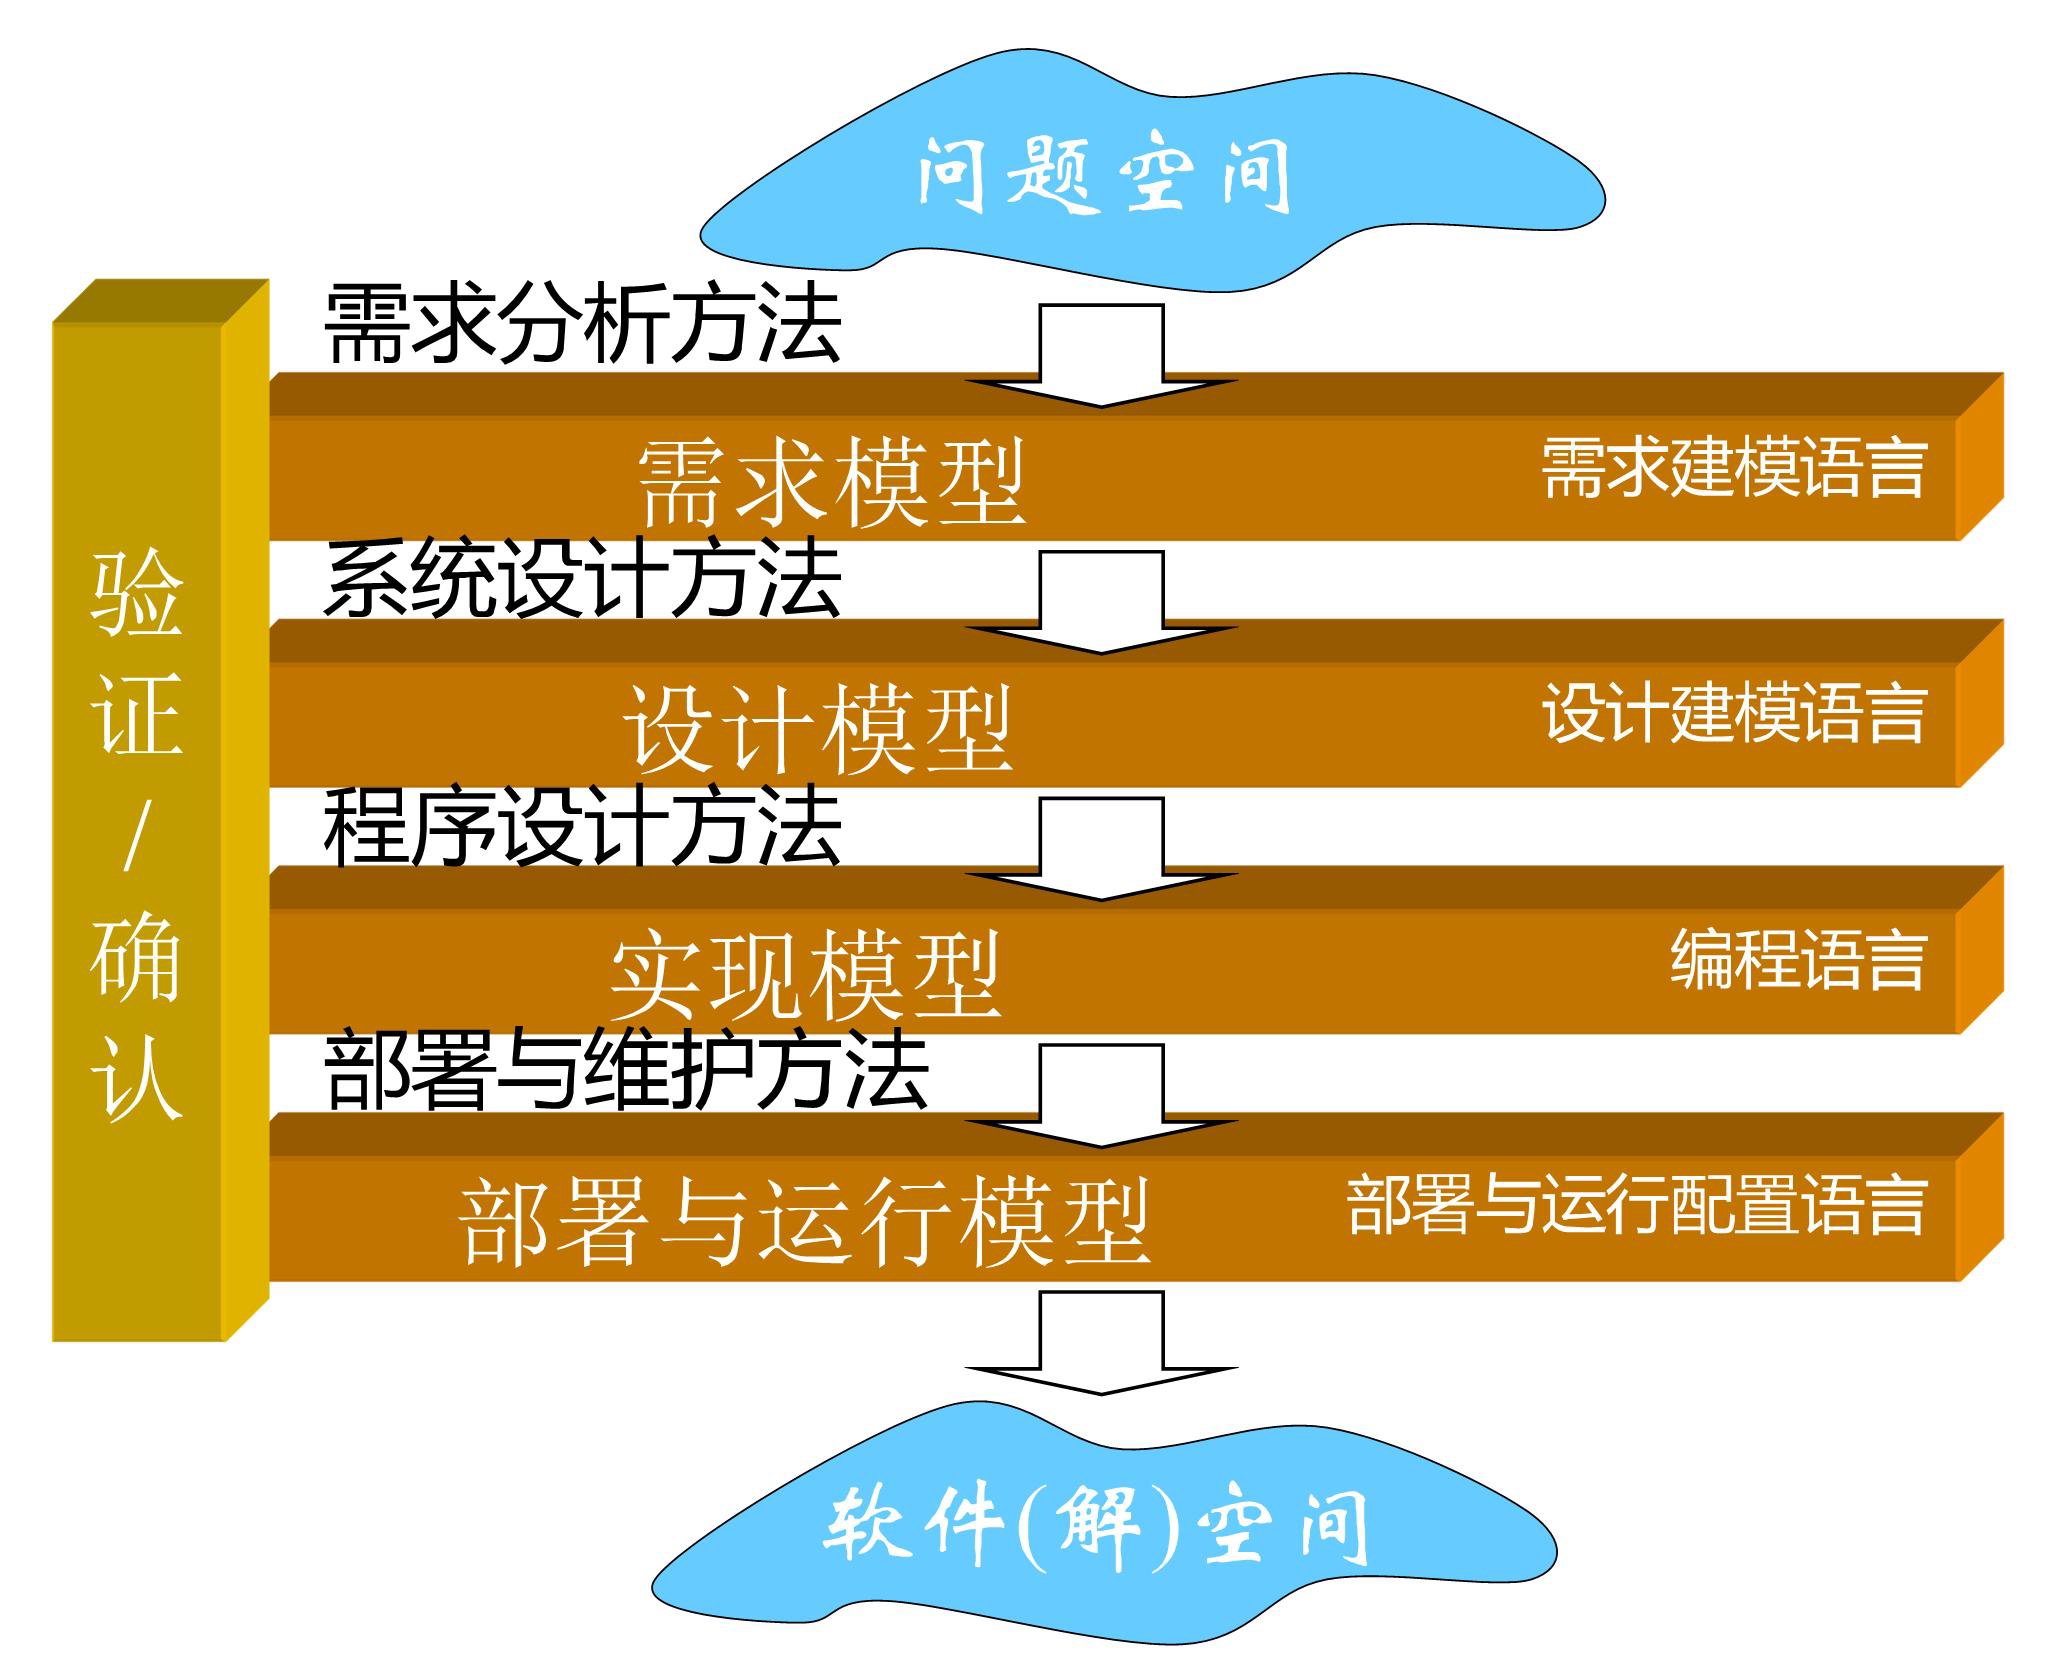 问题空间
需求分析方法
需求模型
需求建模语言
系统设计方法
设计模型
设计建模语言
程序设计方法
实现模型
编程语言
部署与维护方法
部署与运行模型
部署与运行配置语言
验
证
/
确
认
软件(解)空间